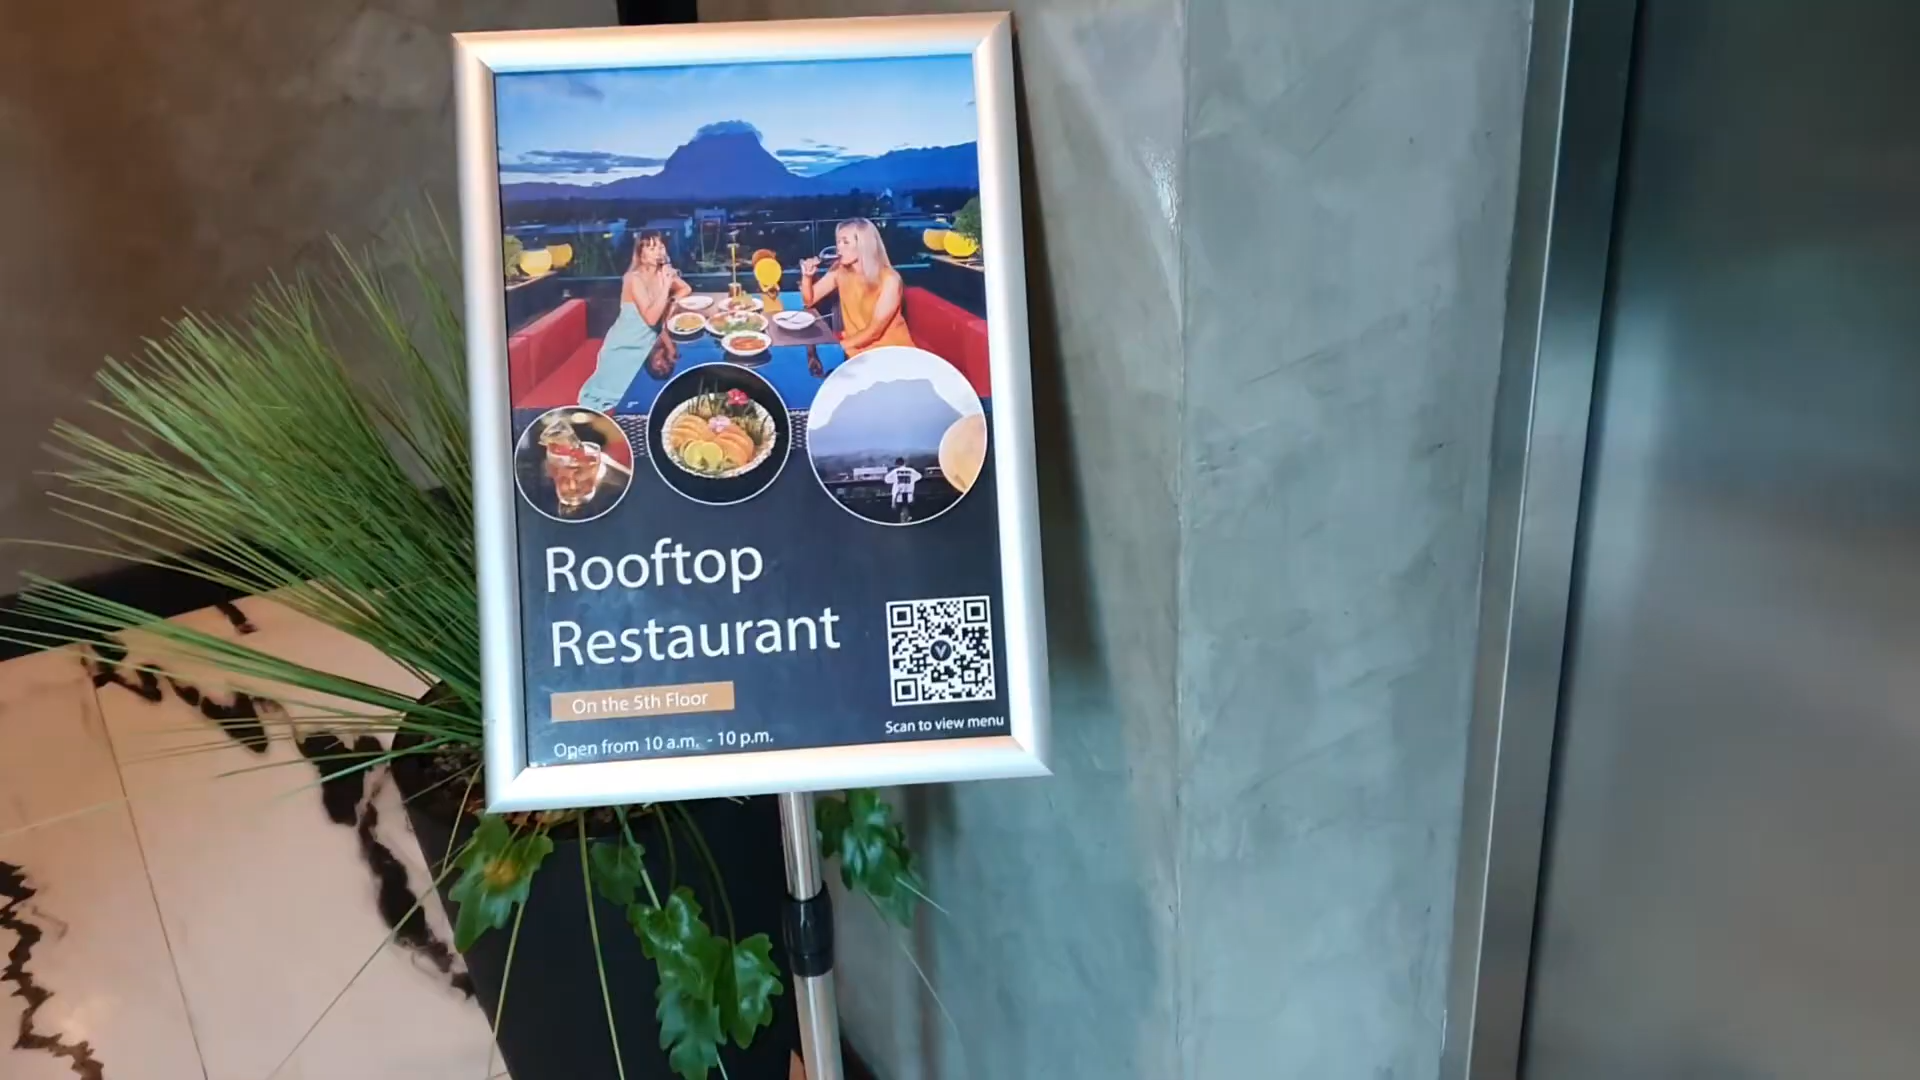 Rooftop
Restaurant
On the 5th Floor
Open from 10 a.m. - 10 p.m.
Scan to view menu